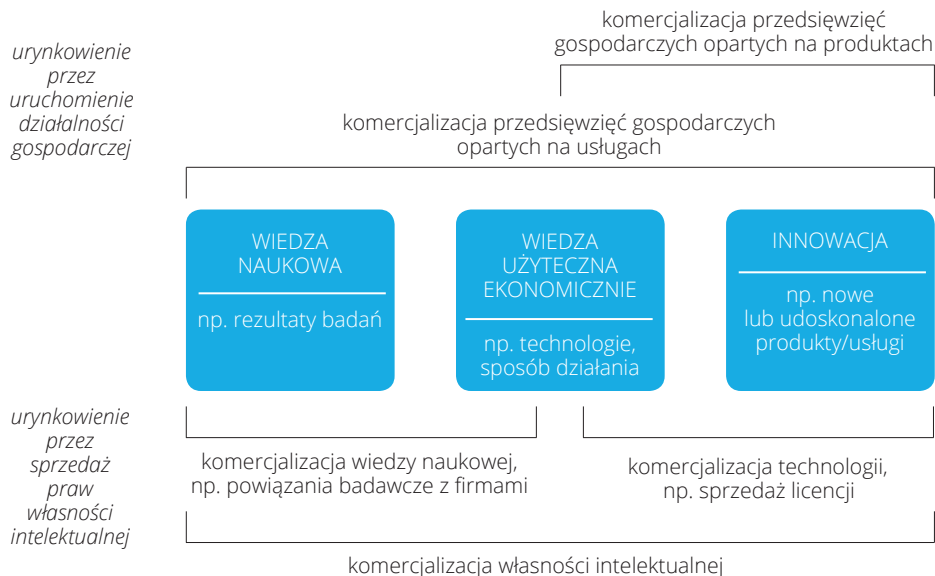 komercjalizacja przedsięwzięć
gospodarczych opartych na produktach
urynkowienie
przez
uruchomienie
działalności
gospodarczej
komercjalizacja przedsięwzięć gospodarczych
opartych na usługach
WIEDZA
NAUKOWA
np. rezultaty badań
WIEDZA
UŻYTECZNA
EKONOMICZNIE
np. technologie,
sposób działania
INNOWACJA
np. nowe
lub udoskonalone
produkty/usługi
urynkowienie
przez
sprzedaż
praw
własności
intelektualnej
komercjalizacja wiedzy naukowej,
np. powiązania badawcze z firmami
komercjalizacja technologii,
np. sprzedaż licencji
komercjalizacja własności intelektualnej